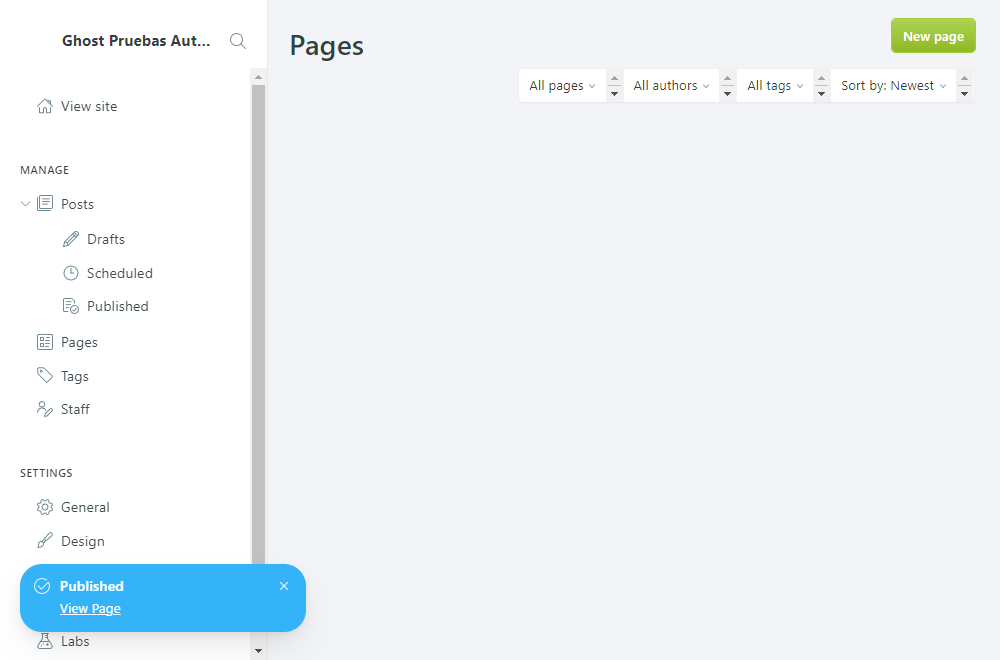 Ghost Pruebas Aut...
View site
MANAGE
Posts
Drafts
Scheduled
Published
Pages
Tags
Staff
SETTINGS
General
Design
Published
View Page
Labs
Pages
New page
All pages
All authors
All tags
Sort by: Newest